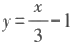 y = x/3 − 1